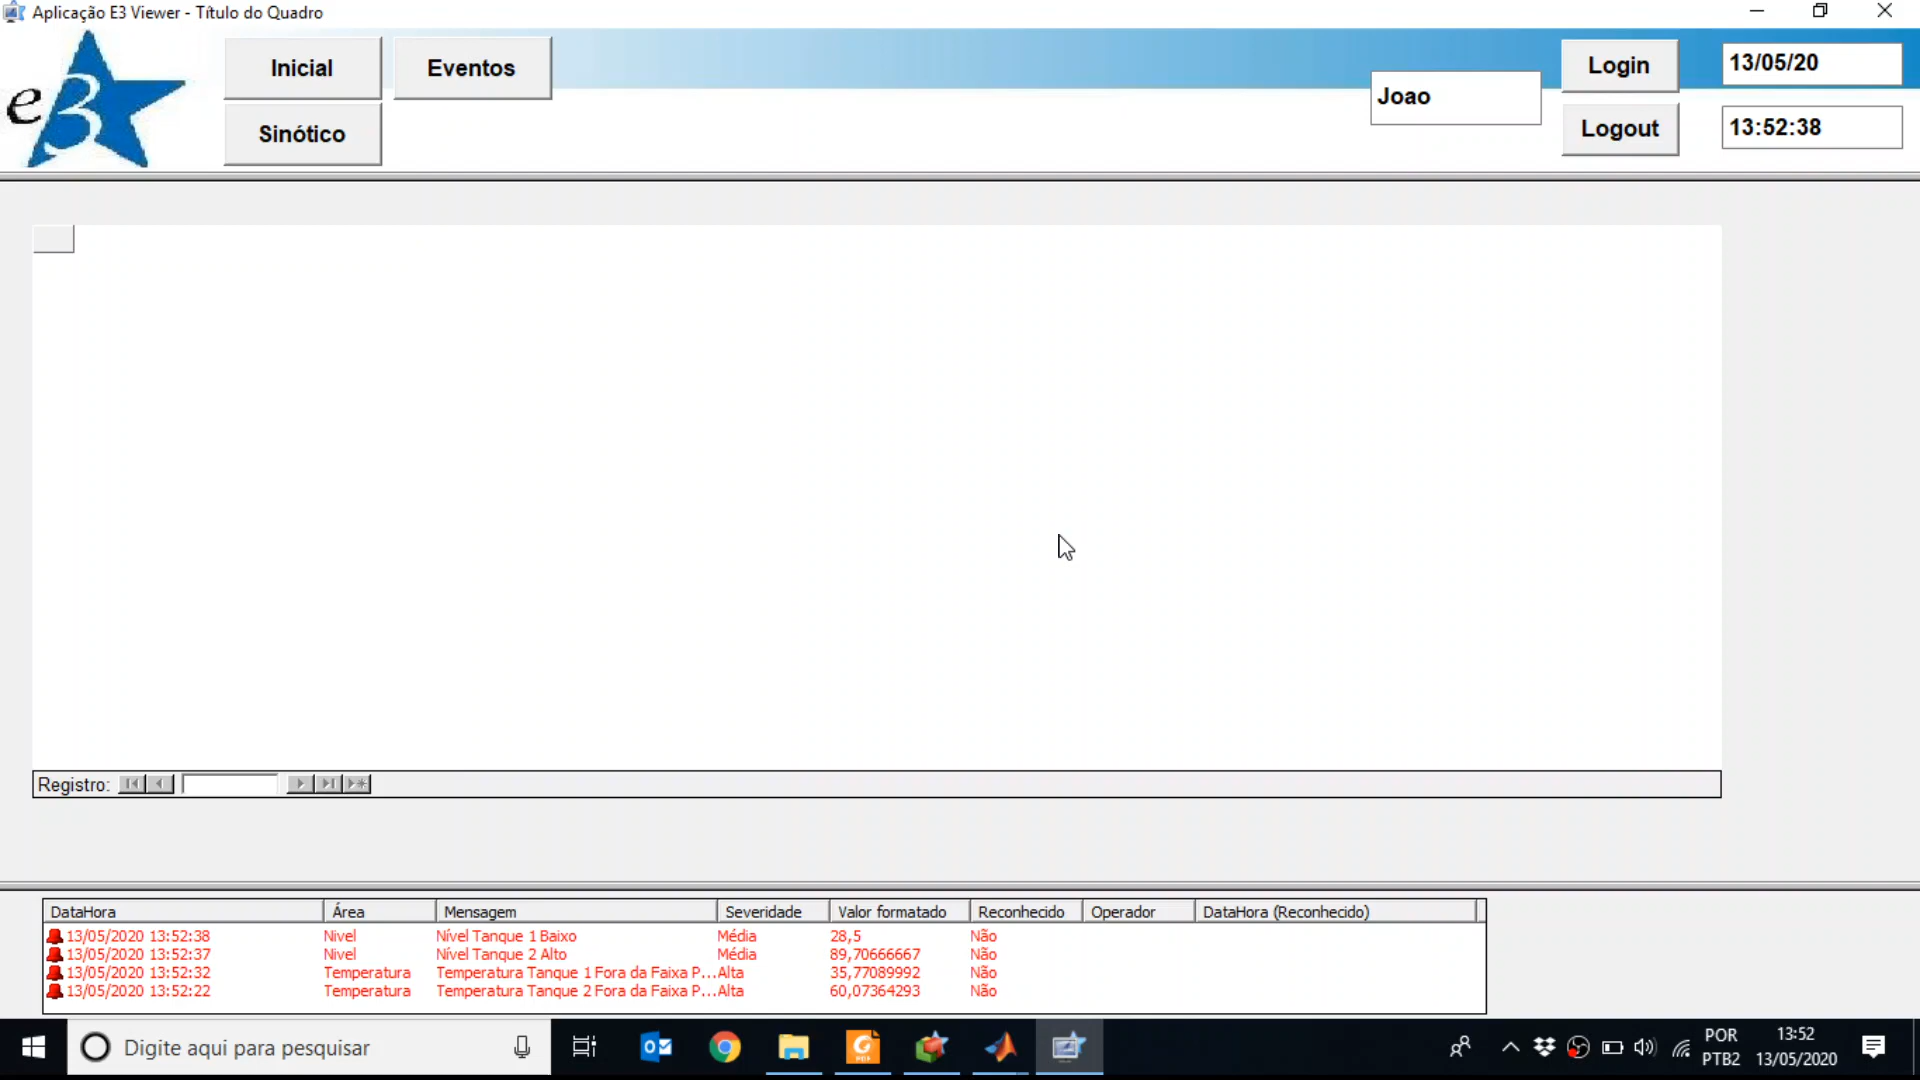 Aplicação E3 Viewer - Título do Quadro
e3
Inicial
Eventos
Sinótico
Joao
Login
Logout
13/05/20
13:52:38
Registro:
DataHora Área Mensagem Severidade Valor formatado Reconhecido Operador DataHora (Reconhecido)
13/05/2020 13:52:38 Nivel Nível Tanque 1 Baixo Média 28,5 Não
13/05/2020 13:52:37 Nivel Nível Tanque 2 Alto Média 89,70666667 Não
13/05/2020 13:52:32 Temperatura Temperatura Tanque 1 Fora da Faixa P... Alta 35,77089992 Não
13/05/2020 13:52:22 Temperatura Temperatura Tanque 2 Fora da Faixa P... Alta 60,07364293 Não
Digite aqui para pesquisar
POR
PTB2
13:52
13/05/2020